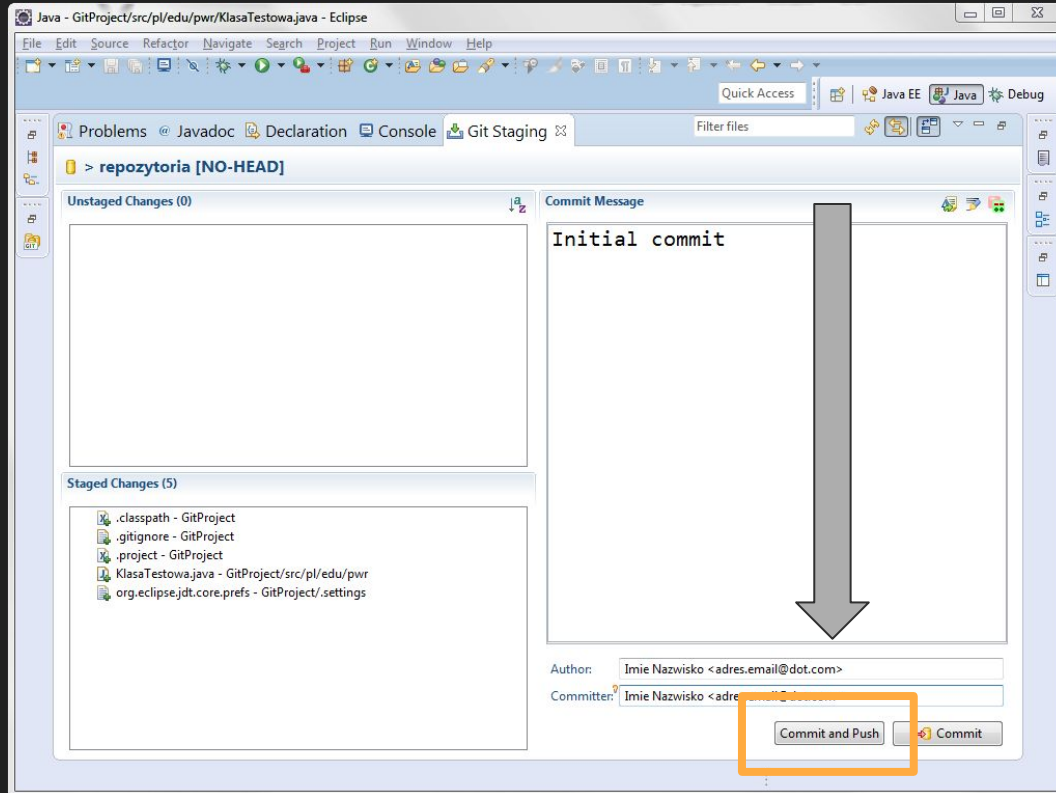 Java - GitProject/src/pl/edu/pwr/KlasaTestowa.java - Eclipse
File Edit Source Refactor Navigate Search Project Run Window Help
Quick Access Java EE Java Debug
Problems @ Javadoc Declaration Console Git Staging Filter files
> repozytoria [NO-HEAD]
Unstaged Changes (0)
Commit Message
Initial commit
Staged Changes (5)
.classpath - GitProject
.gitignore - GitProject
.project - GitProject
KlasaTestowa.java - GitProject/src/pl/edu/pwr
org.eclipse.jdt.core.prefs - GitProject/.settings
Author: Imie Nazwisko <adres.email@dot.com>
Committer: Imie Nazwisko
Commit and Push Commit